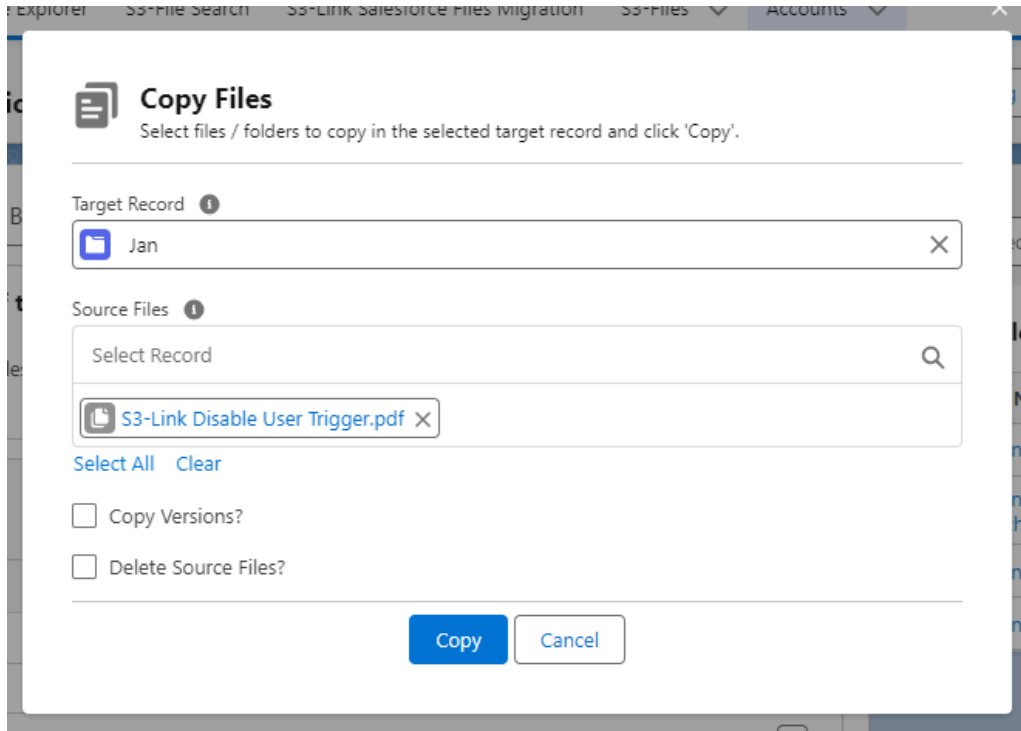 Explorer S3-File Search S3-Link Salesforce Files Migration S3-Files Accounts
Copy Files
Select files / folders to copy in the selected target record and click 'Copy'.
Target Record
Jan
Source Files
Select Record
S3-Link Disable User Trigger.pdf
Select All Clear
Copy Versions?
Delete Source Files?
Copy Cancel